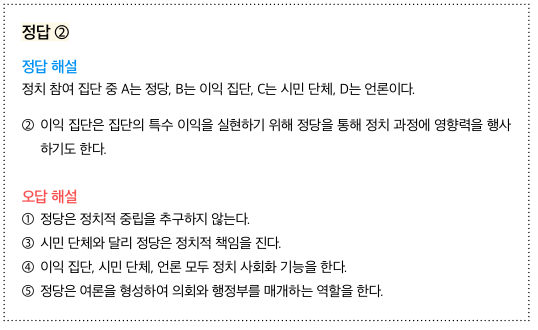 정답 ②
정답 해설
정치 참여 집단 중 A는 정당, B는 이익 집단, C는 시민 단체, D는 언론이다.
② 이익 집단은 집단의 특수 이익을 실현하기 위해 정당을 통해 정치 과정에 영향력을 행사
하기도 한다.
오답 해설
① 정당은 정치적 중립을 추구하지 않는다.
③ 시민 단체와 달리 정당은 정치적 책임을 진다.
④ 이익 집단, 시민 단체, 언론 모두 정치 사회화 기능을 한다.
⑤ 정당은 여론을 형성하여 의회와 행정부를 매개하는 역할을 한다.